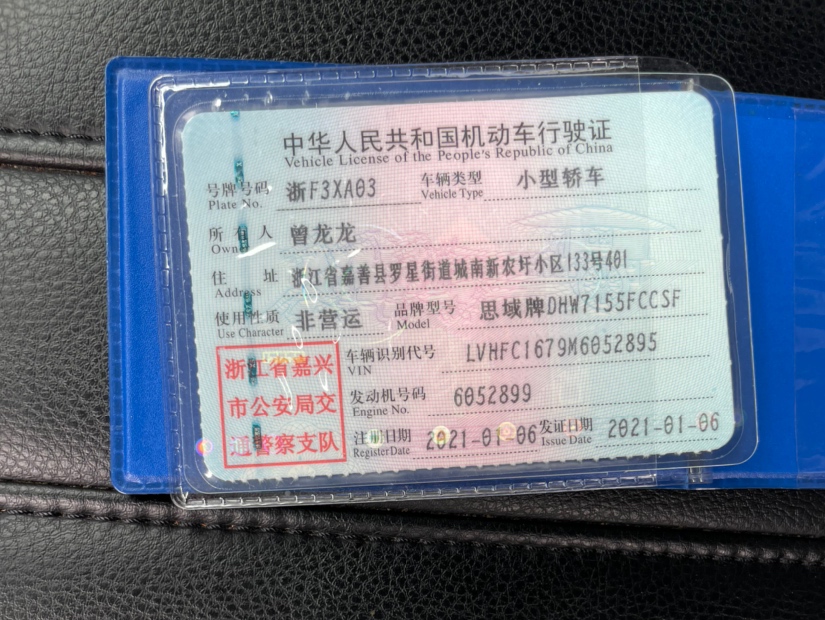 中华人民共和国机动车行驶证
Vehicle License of the People's Republic of China
号牌号码 浙F3XA03 车辆类型 小型轿车
Plate No. Vehicle Type
所有人 曾龙龙
Owner
住址 浙江省嘉善县罗星街道城南新农圩小区133号401
Address
使用性质 非营运 品牌型号 思域牌DHW7155FCCSF
Use Character Model
浙江省嘉兴
市公安局交
通警察支队
车辆识别代号 LVHFC1679M6052895
VIN
发动机号码 6052899
Engine No.
注册日期 2021-01-06 发证日期 2021-01-06
Register Date Issue Date